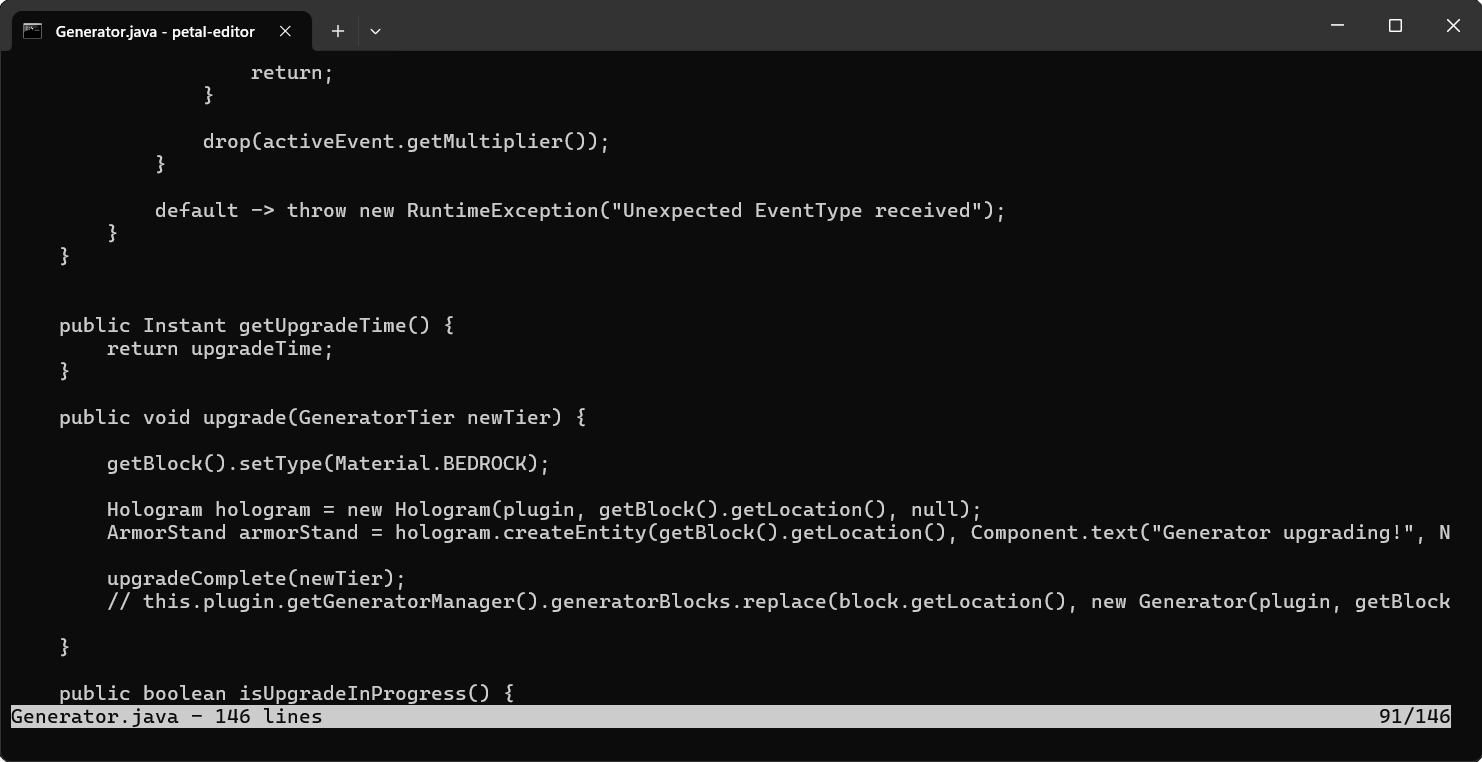 Generator.java - petal-editor
                    return;
                }

                drop(activeEvent.getMultiplier());
            }

            default -> throw new RuntimeException("Unexpected EventType received");
        }
    }


    public Instant getUpgradeTime() {
        return upgradeTime;
    }

    public void upgrade(GeneratorTier newTier) {

        getBlock().setType(Material.BEDROCK);

        Hologram hologram = new Hologram(plugin, getBlock().getLocation(), null);
        ArmorStand armorStand = hologram.createEntity(getBlock().getLocation(), Component.text("Generator upgrading!", N

        upgradeComplete(newTier);
        // this.plugin.getGeneratorManager().generatorBlocks.replace(block.getLocation(), new Generator(plugin, getBlock

    }

    public boolean isUpgradeInProgress() {
Generator.java - 146 lines 91/146